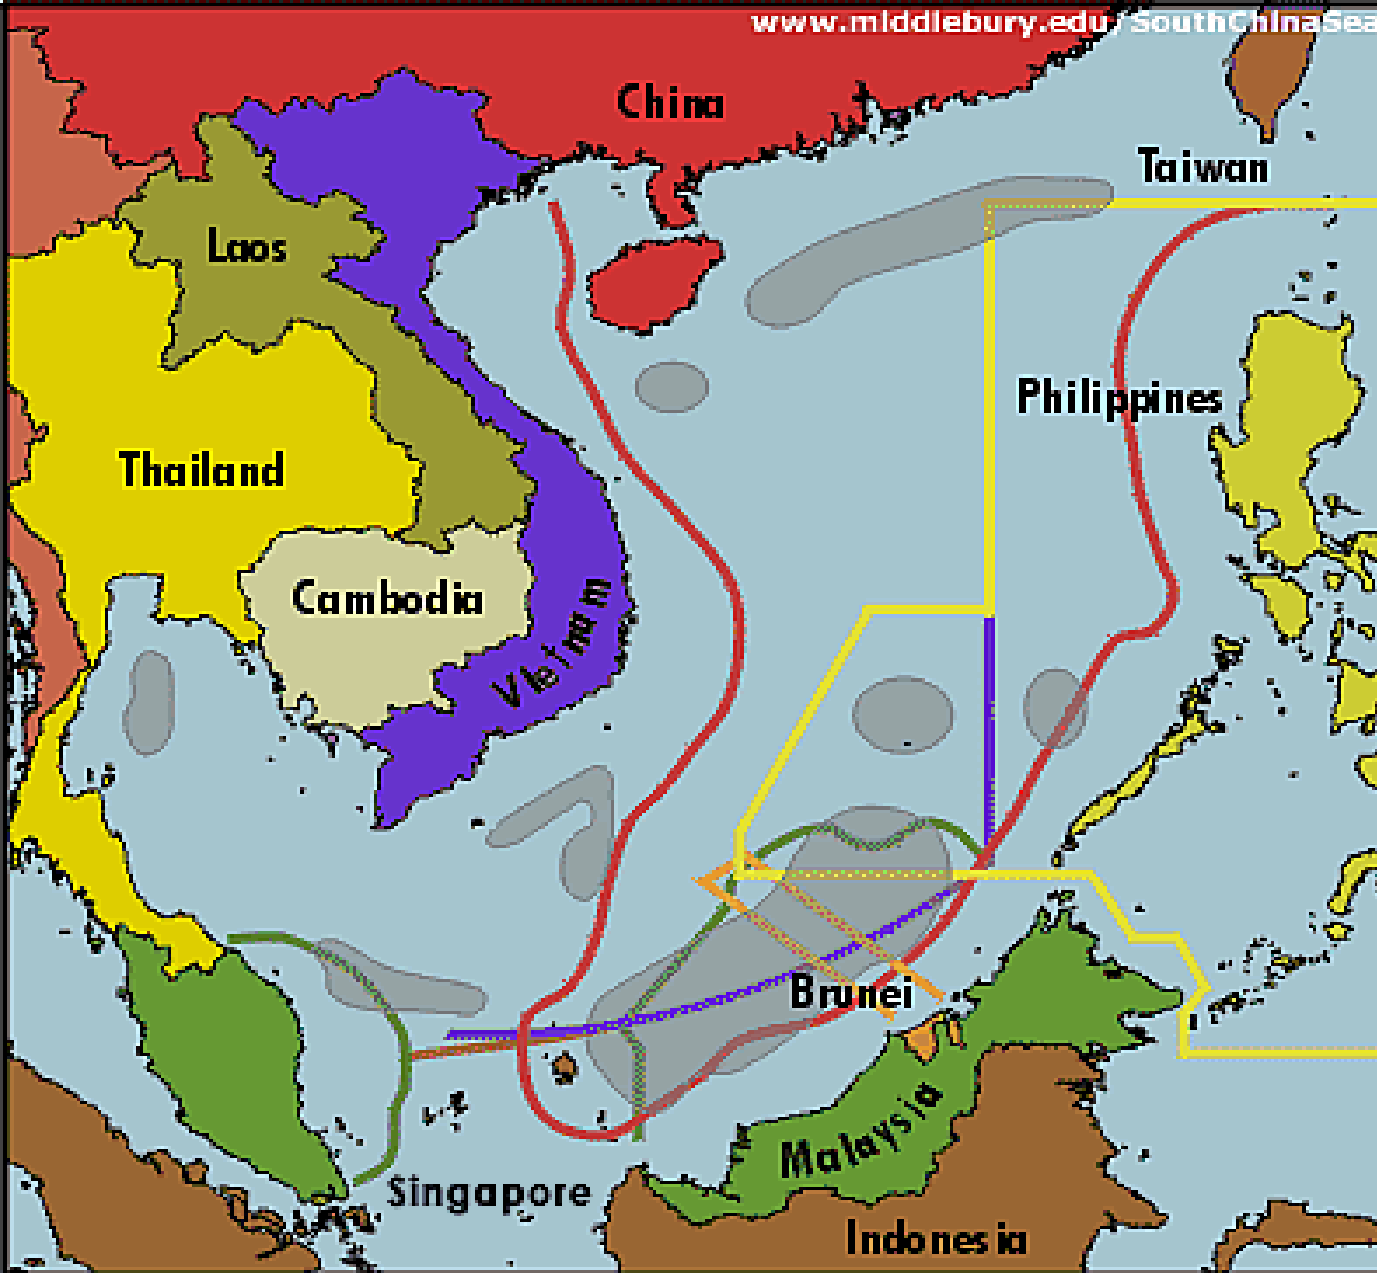 www.middlebury.edu/SouthChinaSea
China
Taiwan
Laos
Philippines
Thailand
Cambodia
Vietnam
Brunei
Malaysia
Singapore
Indonesia